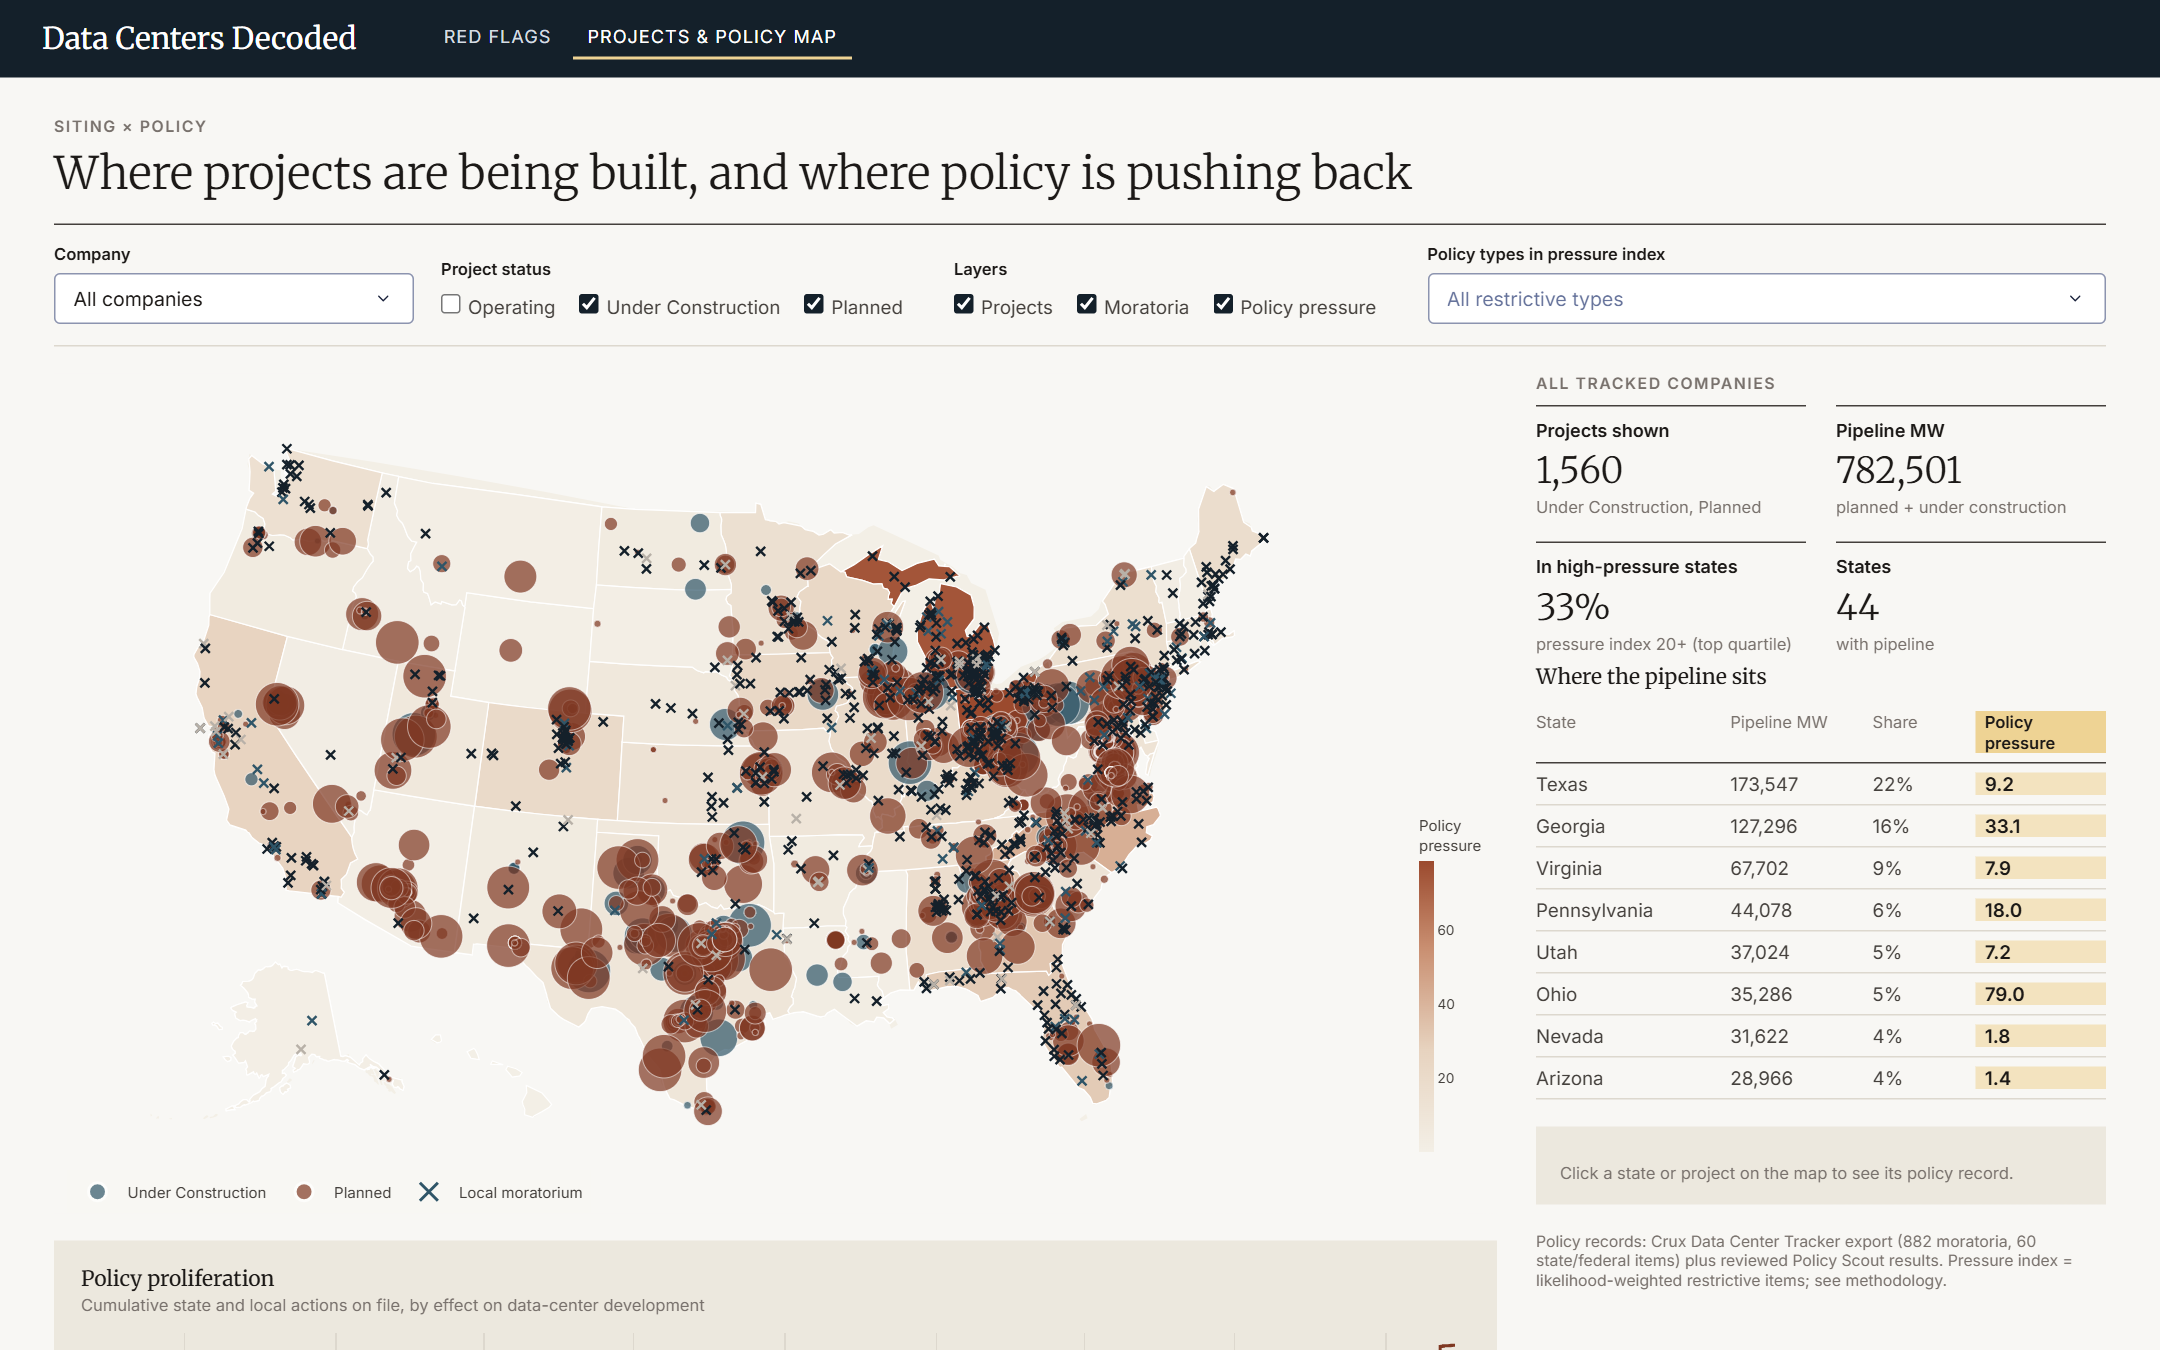 Data Centers Decoded
RED FLAGS
PROJECTS & POLICY MAP
SITING × POLICY
Where projects are being built, and where policy is pushing back
Company
All companies
Project status
Operating
Under Construction
Planned
Layers
Projects
Moratoria
Policy pressure
Policy types in pressure index
All restrictive types
Policy
pressure
60
40
20
Under Construction
Planned
Local moratorium
ALL TRACKED COMPANIES
Projects shown
1,560
Under Construction, Planned
Pipeline MW
782,501
planned + under construction
In high-pressure states
33%
pressure index 20+ (top quartile)
States
44
with pipeline
Where the pipeline sits
State Pipeline MW Share Policy pressure
Texas 173,547 22% 9.2
Georgia 127,296 16% 33.1
Virginia 67,702 9% 7.9
Pennsylvania 44,078 6% 18.0
Utah 37,024 5% 7.2
Ohio 35,286 5% 79.0
Nevada 31,622 4% 1.8
Arizona 28,966 4% 1.4
Click a state or project on the map to see its policy record.
Policy records: Crux Data Center Tracker export (882 moratoria, 60
state/federal items) plus reviewed Policy Scout results. Pressure index =
likelihood-weighted restrictive items; see methodology.
Policy proliferation
Cumulative state and local actions on file, by effect on data-center development